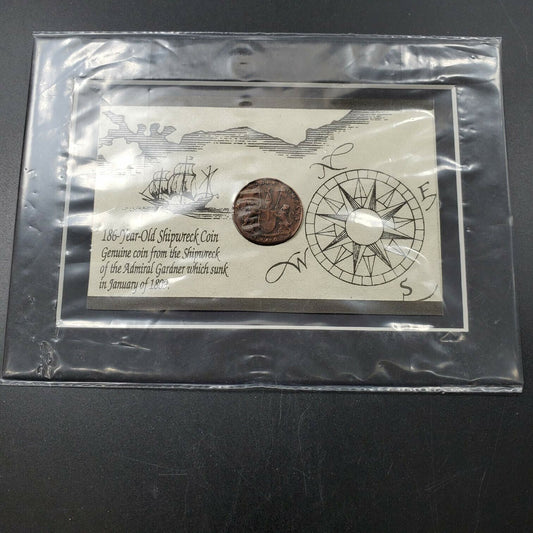 186-Year-Old Shipwreck Coin
Genuine coin from the Shipwreck
of the Admiral Gardner which sunk
in January of
N
E
W
S